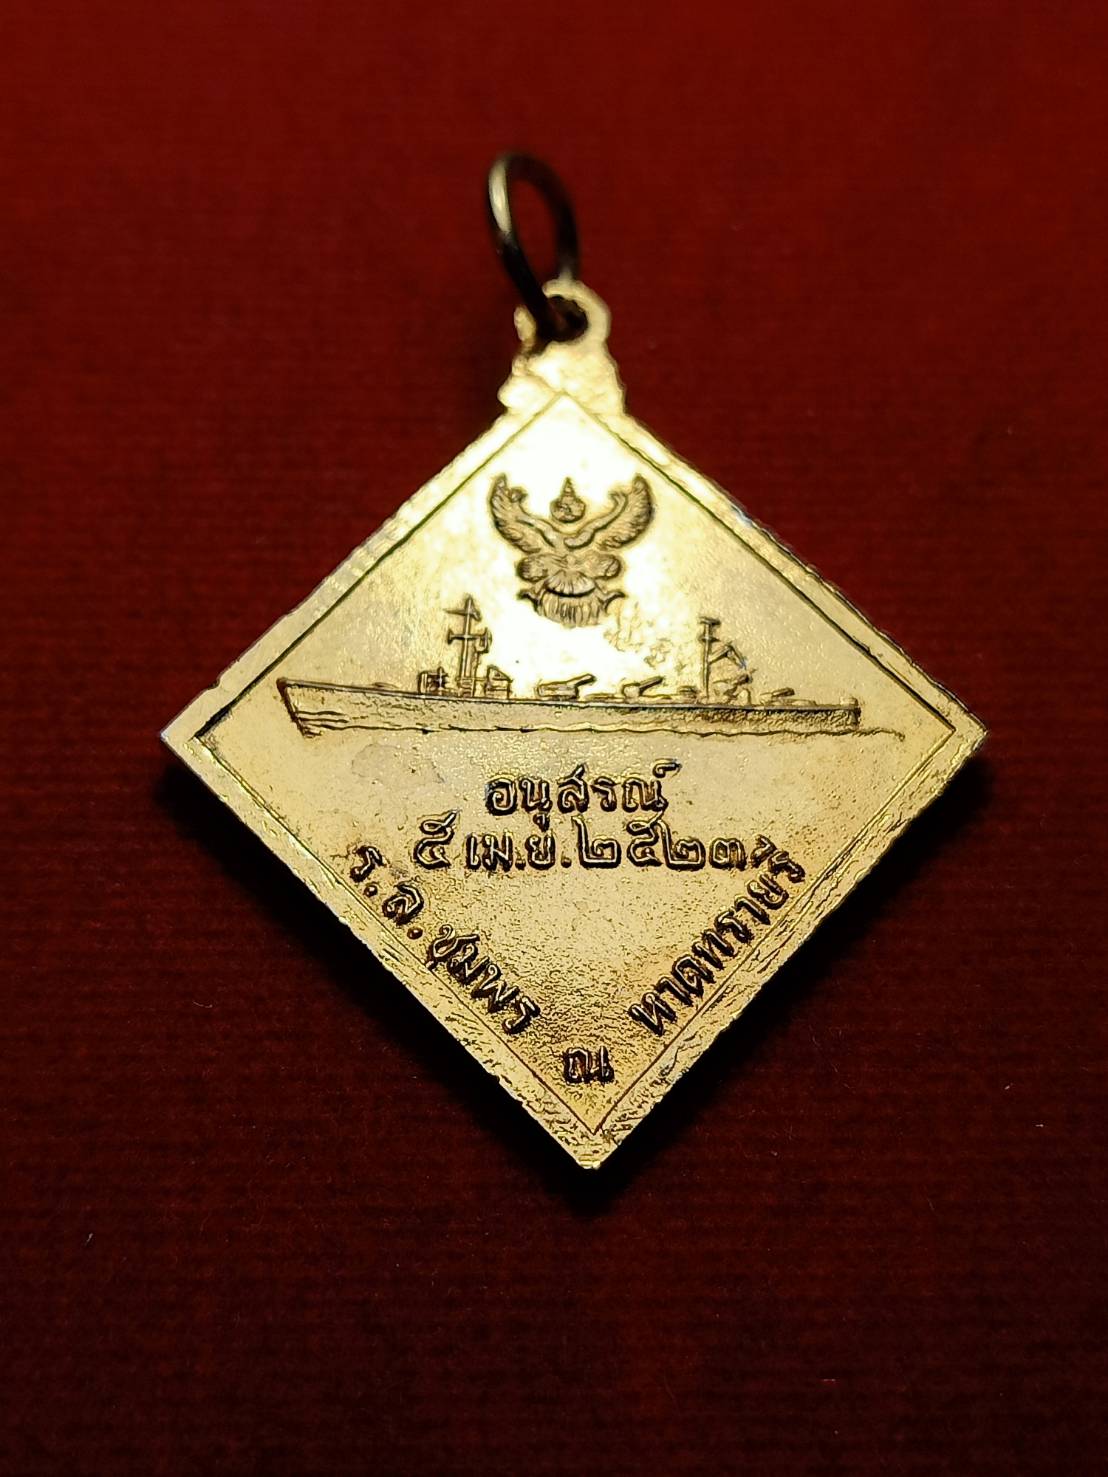 อนุสรณ์
๕ เม.ย. ๒๕๒๓
ร.ล. ชุมพร
ณ
หาดทรายรี